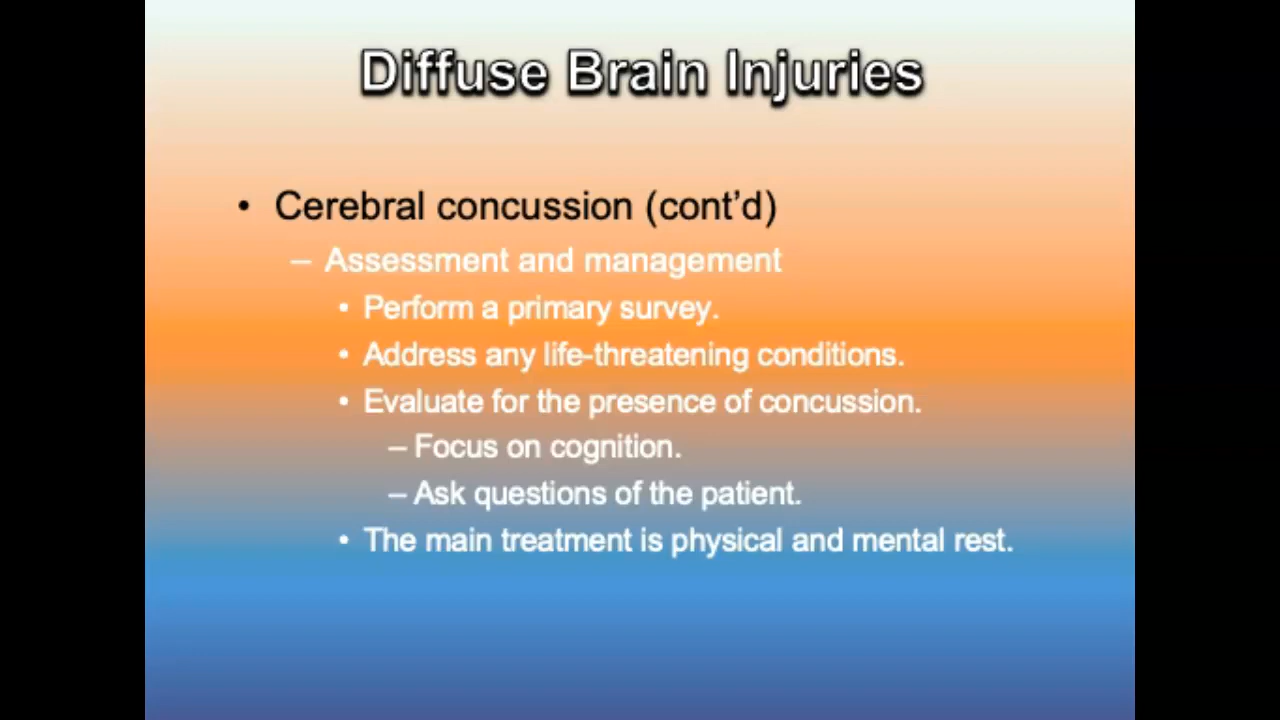 Diffuse Brain Injuries
• Cerebral concussion (cont’d)
– Assessment and management
• Perform a primary survey.
• Address any life-threatening conditions.
• Evaluate for the presence of concussion.
– Focus on cognition.
– Ask questions of the patient.
• The main treatment is physical and mental rest.